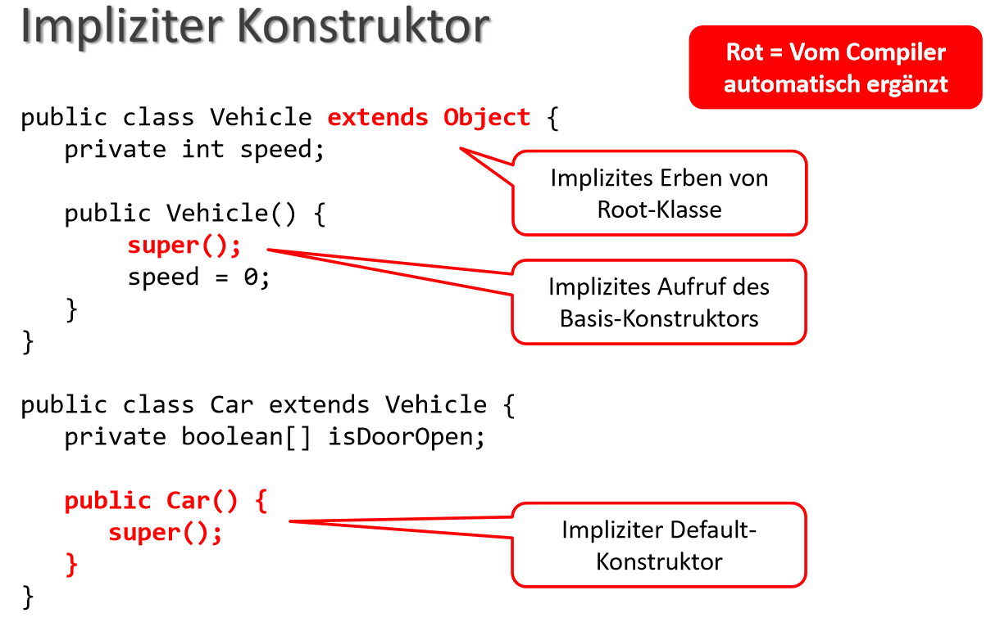 Impliziter Konstruktor
Rot = Vom Compiler
automatisch ergänzt
public class Vehicle extends Object {
private int speed;
Implizites Erben von
Root-Klasse
public Vehicle() {
super();
speed = 0;
}
}
Implizites Aufruf des
Basis-Konstruktors
public class Car extends Vehicle {
private boolean[] isDoorOpen;
public Car() {
super();
}
}
Impliziter Default-
Konstruktor